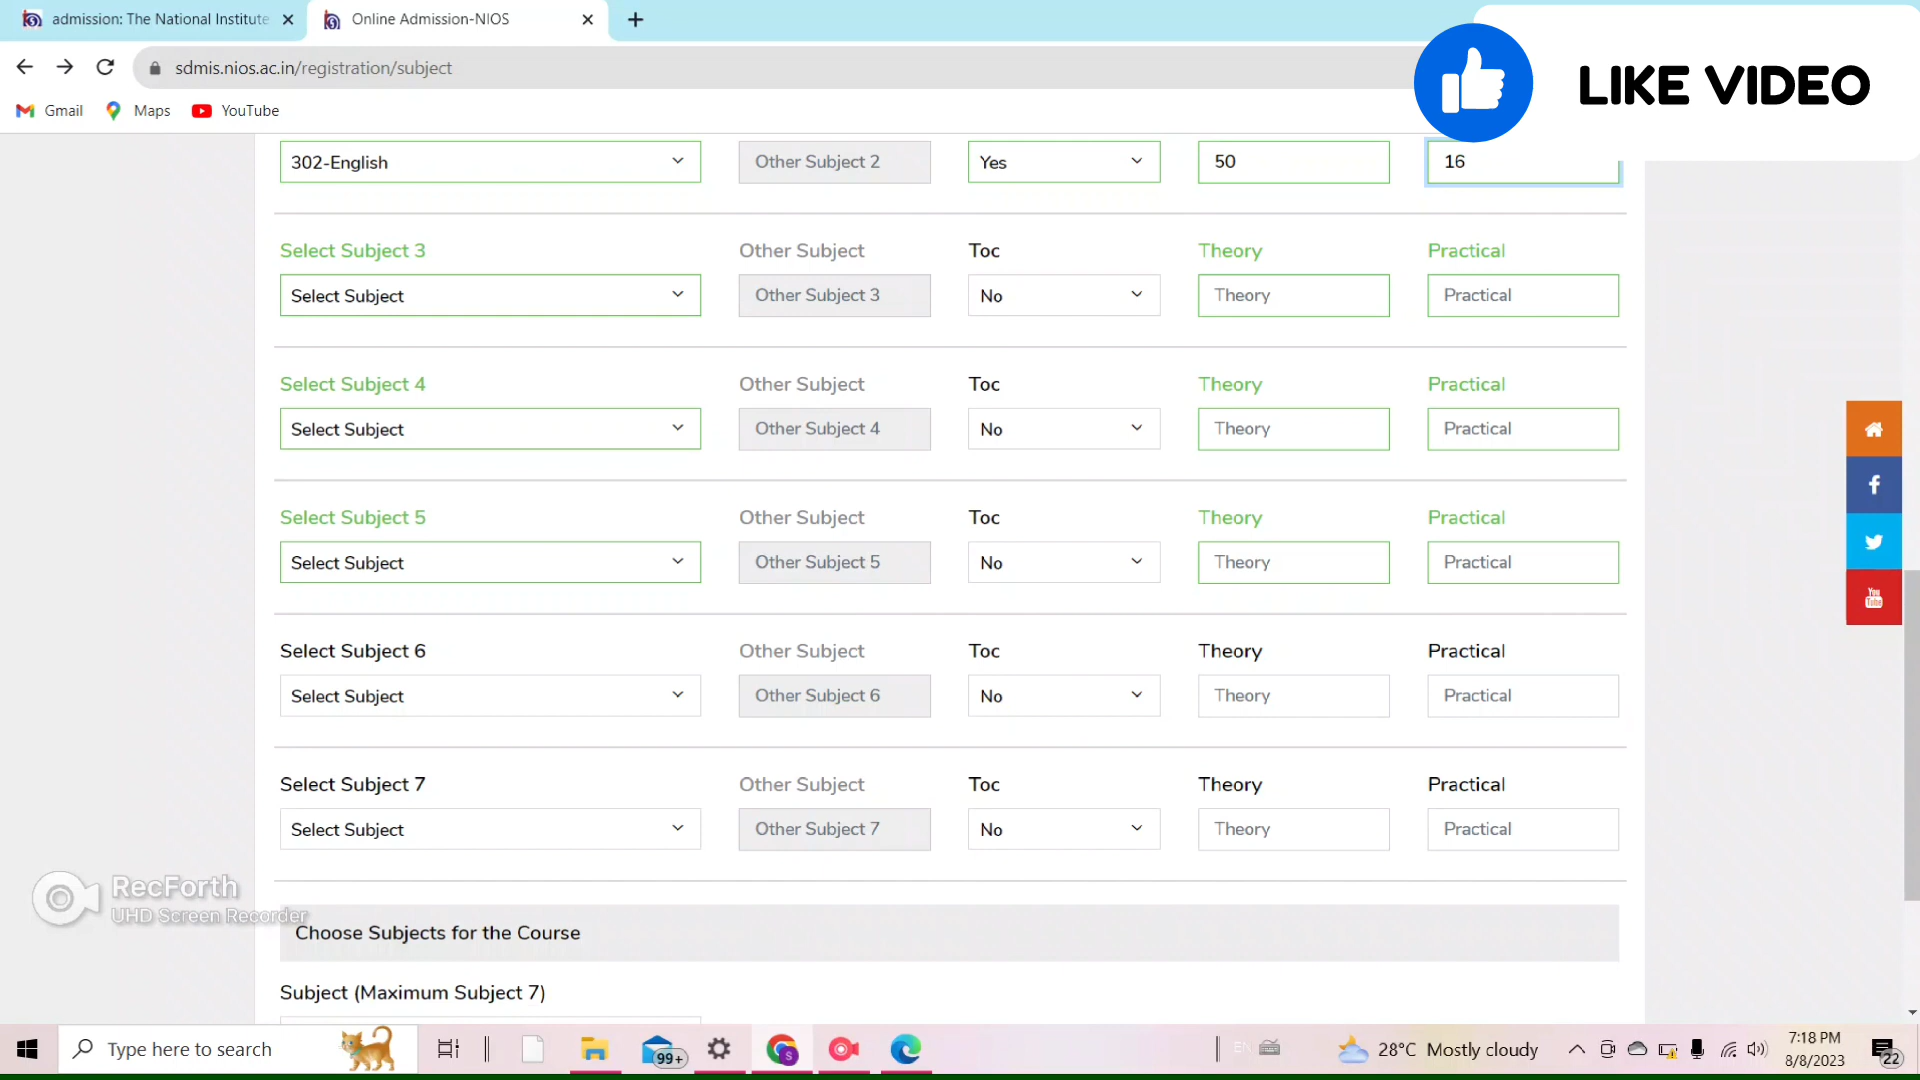 admission: The National Institute
Online Admission-NIOS
sdmis.nios.ac.in/registration/subject
LIKE VIDEO
Gmail Maps YouTube
302-English Other Subject 2 Yes 50 16
Select Subject 3 Other Subject Toc Theory Practical
Select Subject Other Subject 3 No Theory Practical
Select Subject 4 Other Subject Toc Theory Practical
Select Subject Other Subject 4 No Theory Practical
Select Subject 5 Other Subject Toc Theory Practical
Select Subject Other Subject 5 No Theory Practical
Select Subject 6 Other Subject Toc Theory Practical
Select Subject Other Subject 6 No Theory Practical
Select Subject 7 Other Subject Toc Theory Practical
Select Subject Other Subject 7 No Theory Practical
You
Tube
RecForth
UHD Screen Recorder
Choose Subjects for the Course
Subject (Maximum Subject 7)
Type here to search 99+ S EN 28°C Mostly cloudy 7:18 PM
8/8/2023 22